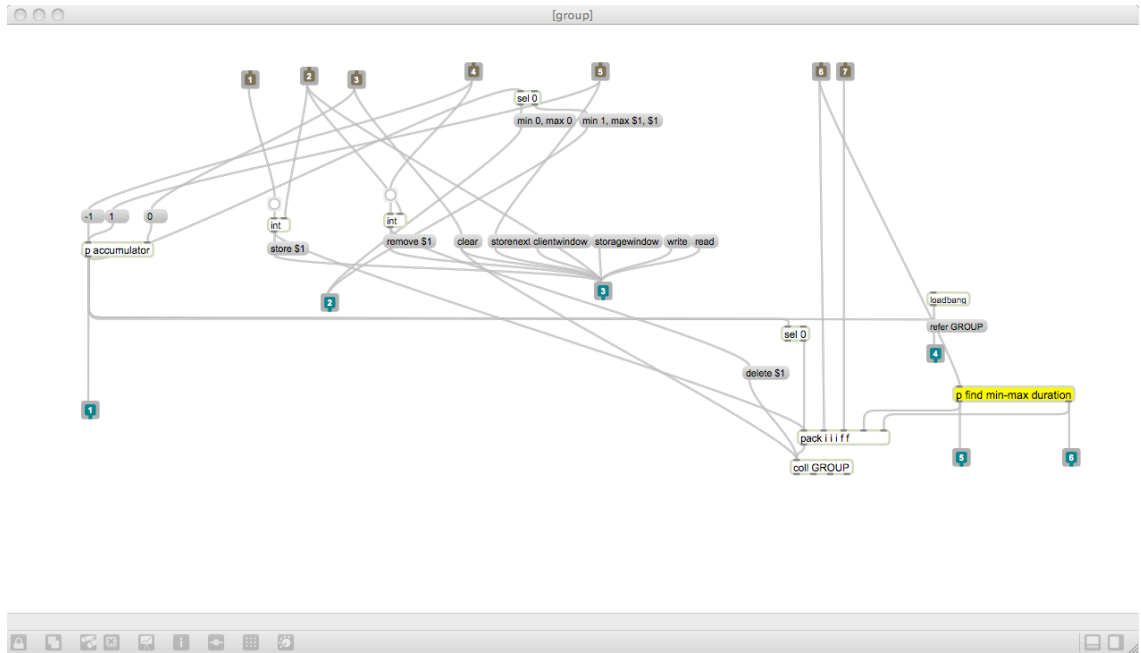 [group]
1
2
3
4
5
6
7
sel 0
min 0, max 0
min 1, max $1, $1
-1
1
0
int
int
p accumulator
store $1
remove $1
clear
storenext
clientwindow
storagewindow
write
read
2
3
loadbang
refer GROUP
sel 0
4
delete $1
p find min-max duration
1
pack i i i f f
5
6
coll GROUP